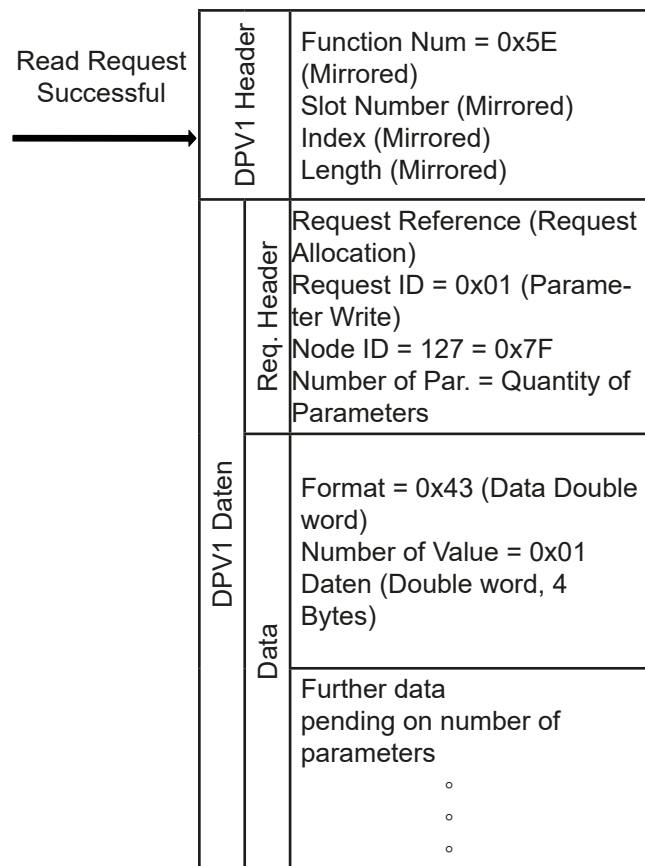 Read Request
Successful
DPV1 Header
Function Num = 0x5E
(Mirrored)
Slot Number (Mirrored)
Index (Mirrored)
Length (Mirrored)
DPV1 Daten
Req. Header
Request Reference (Request
Allocation)
Request ID = 0x01 (Parame-
ter Write)
Node ID = 127 = 0x7F
Number of Par. = Quantity of
Parameters
Data
Format = 0x43 (Data Double
word)
Number of Value = 0x01
Daten (Double word, 4
Bytes)
Further data
pending on number of
parameters